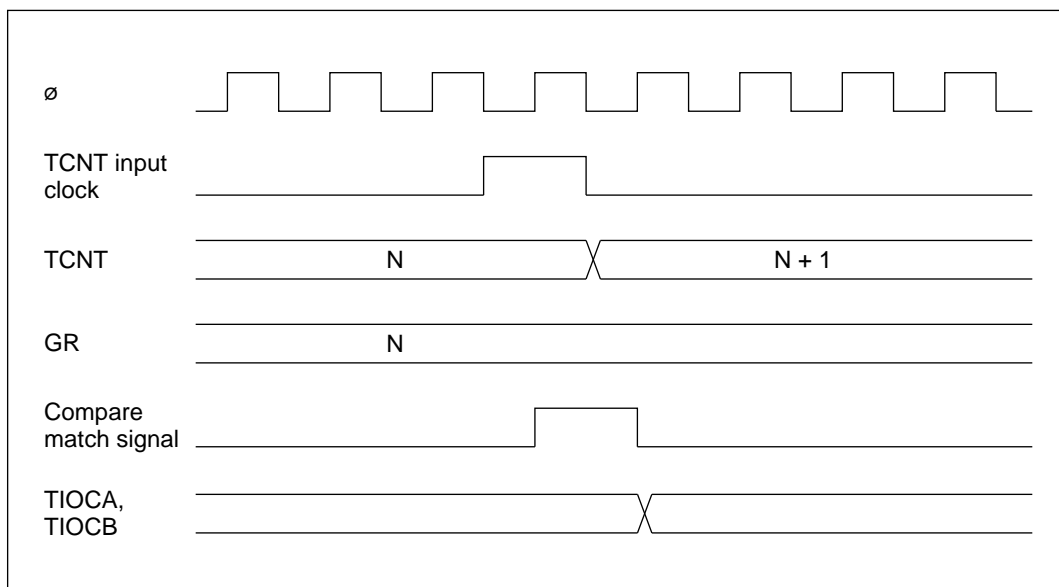 ø
TCNT input
clock
TCNT
N
N + 1
GR
N
Compare
match signal
TIOCA,
TIOCB